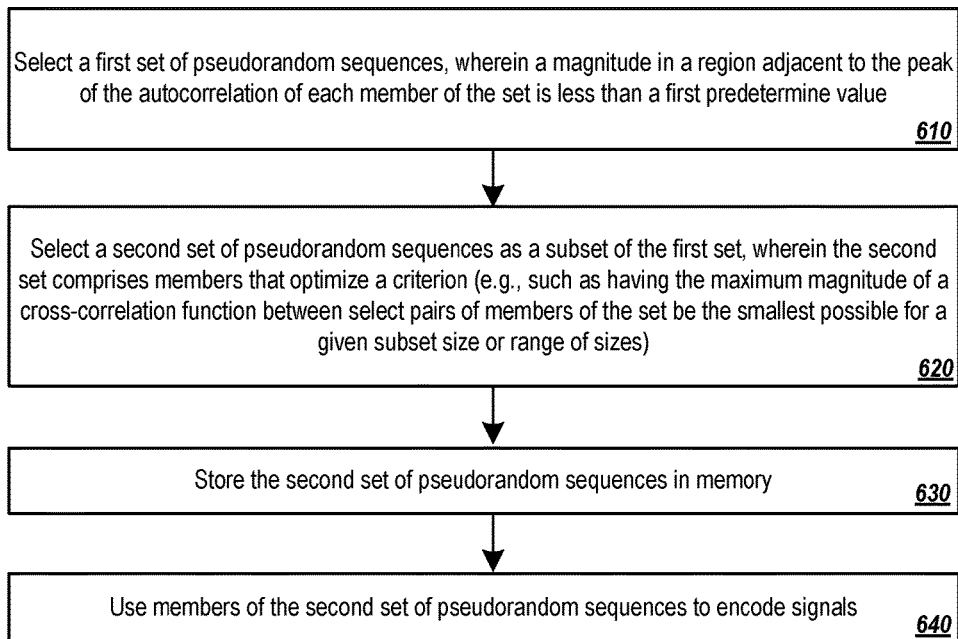 Select a first set of pseudorandom sequences, wherein a magnitude in a region adjacent to the peak
of the autocorrelation of each member of the set is less than a first predetermine value
610
Select a second set of pseudorandom sequences as a subset of the first set, wherein the second
set comprises members that optimize a criterion (e.g., such as having the maximum magnitude of a
cross-correlation function between select pairs of members of the set be the smallest possible for a
given subset size or range of sizes)
620
Store the second set of pseudorandom sequences in memory
630
Use members of the second set of pseudorandom sequences to encode signals
640